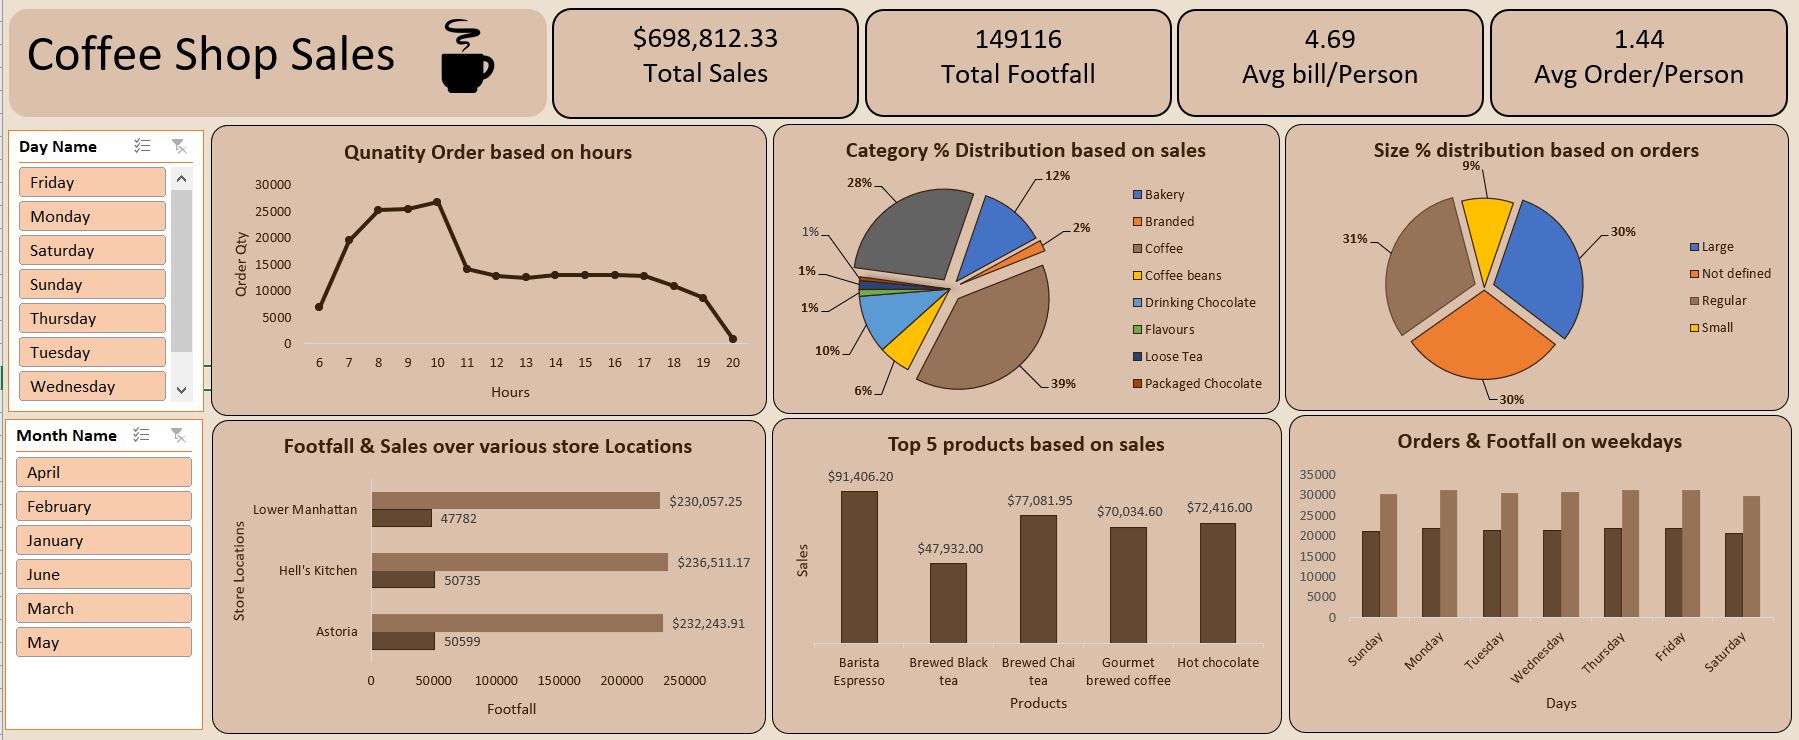 Coffee Shop Sales
$698,812.33
Total Sales
149116
Total Footfall
4.69
Avg bill/Person
1.44
Avg Order/Person
Day Name
Friday
Monday
Saturday
Sunday
Thursday
Tuesday
Wednesday
Month Name
April
February
January
June
March
May
Qunatity Order based on hours
Qrder Qty
30000
25000
20000
15000
10000
5000
0
6 7 8 9 10 11 12 13 14 15 16 17 18 19 20
Hours
Category % Distribution based on sales
28%
12%
2%
1%
1%
1%
10%
6%
39%
Bakery
Branded
Coffee
Coffee beans
Drinking Chocolate
Flavours
Loose Tea
Packaged Chocolate
Size % distribution based on orders
9%
31%
30%
30%
Large
Not defined
Regular
Small
Footfall & Sales over various store Locations
Store Locations
Lower Manhattan
$230,057.25
47782
Hell's Kitchen
$236,511.17
50735
Astoria
$232,243.91
50599
0 50000 100000 150000 200000 250000
Footfall
Top 5 products based on sales
Sales
$91,406.20
$47,932.00
$77,081.95
$70,034.60
$72,416.00
Barista
Espresso
Brewed Black
tea
Brewed Chai
tea
Gourmet
brewed coffee
Hot chocolate
Products
Orders & Footfall on weekdays
35000
30000
25000
20000
15000
10000
5000
0
Sunday
Monday
Tuesday
Wednesday
Thursday
Friday
Saturday
Days